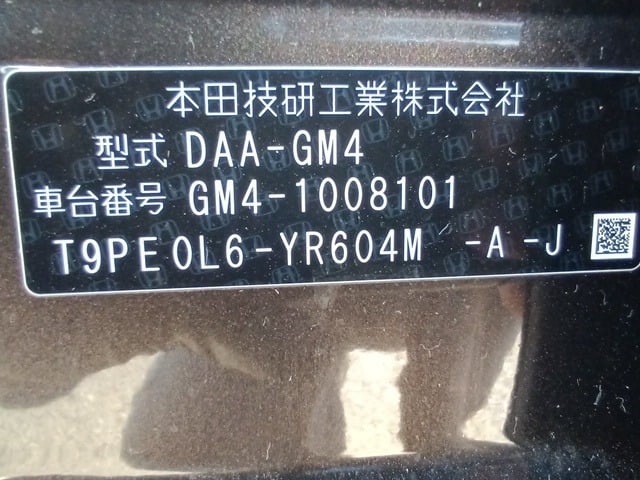 本田技研工業株式会社
型式 DAA-GM4
車台番号 GM4-1008101
T9PE0L6-YR604M -A -J